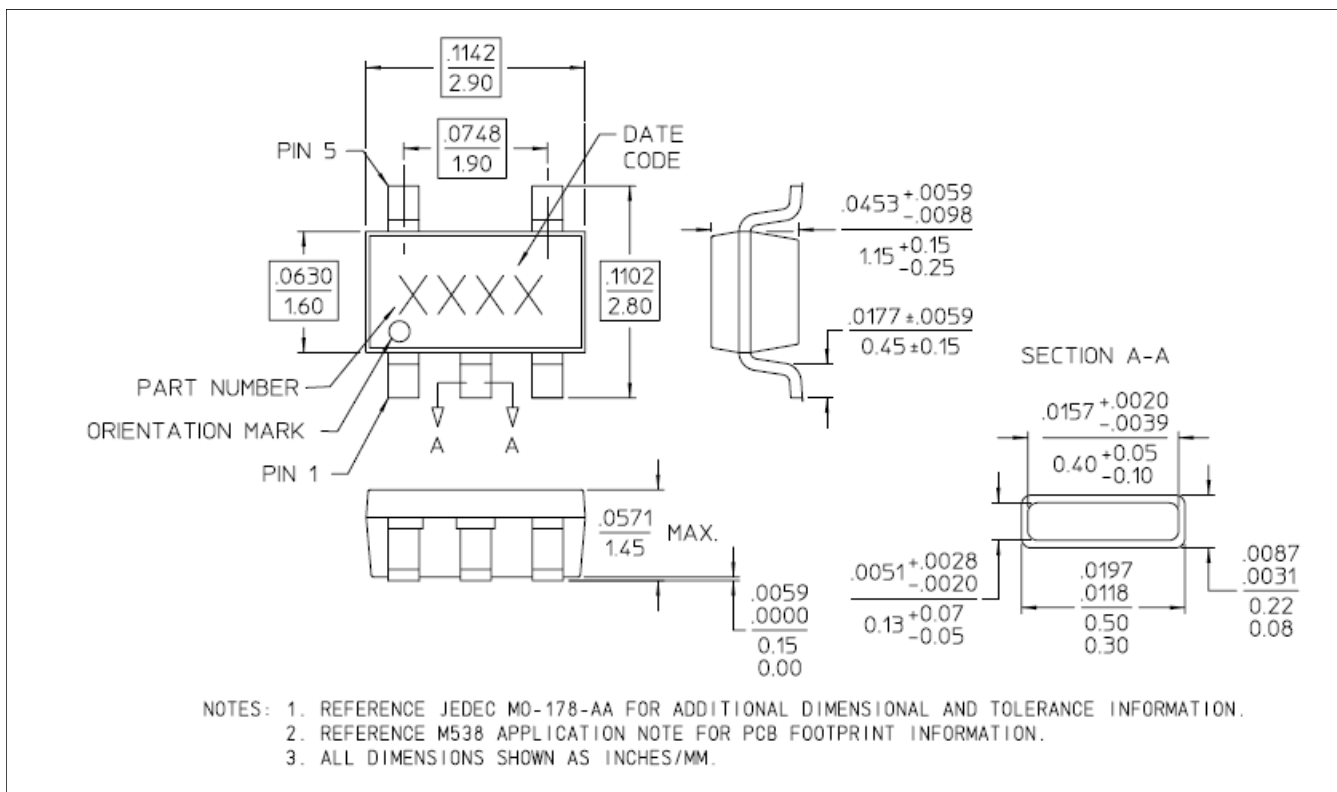 .1142
2.90
.0748
1.90
PIN 5
DATE
CODE
.0630
1.60
XXXX
.1102
2.80
.0453 +.0059
-.0098
1.15 +0.15
-0.25
.0177 ±.0059
0.45 ±0.15
PART NUMBER
ORIENTATION MARK
PIN 1
A A
SECTION A-A
.0157 +.0020
-.0039
0.40 +0.05
-0.10
.0571
1.45
MAX.
.0059
.0000
0.15
0.00
.0051 +.0028
-.0020
0.13 +0.07
-0.05
.0197
.0118
0.50
0.30
.0087
.0031
0.22
0.08
NOTES: 1. REFERENCE JEDEC MO-178-AA FOR ADDITIONAL DIMENSIONAL AND TOLERANCE INFORMATION.
2. REFERENCE M538 APPLICATION NOTE FOR PCB FOOTPRINT INFORMATION.
3. ALL DIMENSIONS SHOWN AS INCHES/MM.